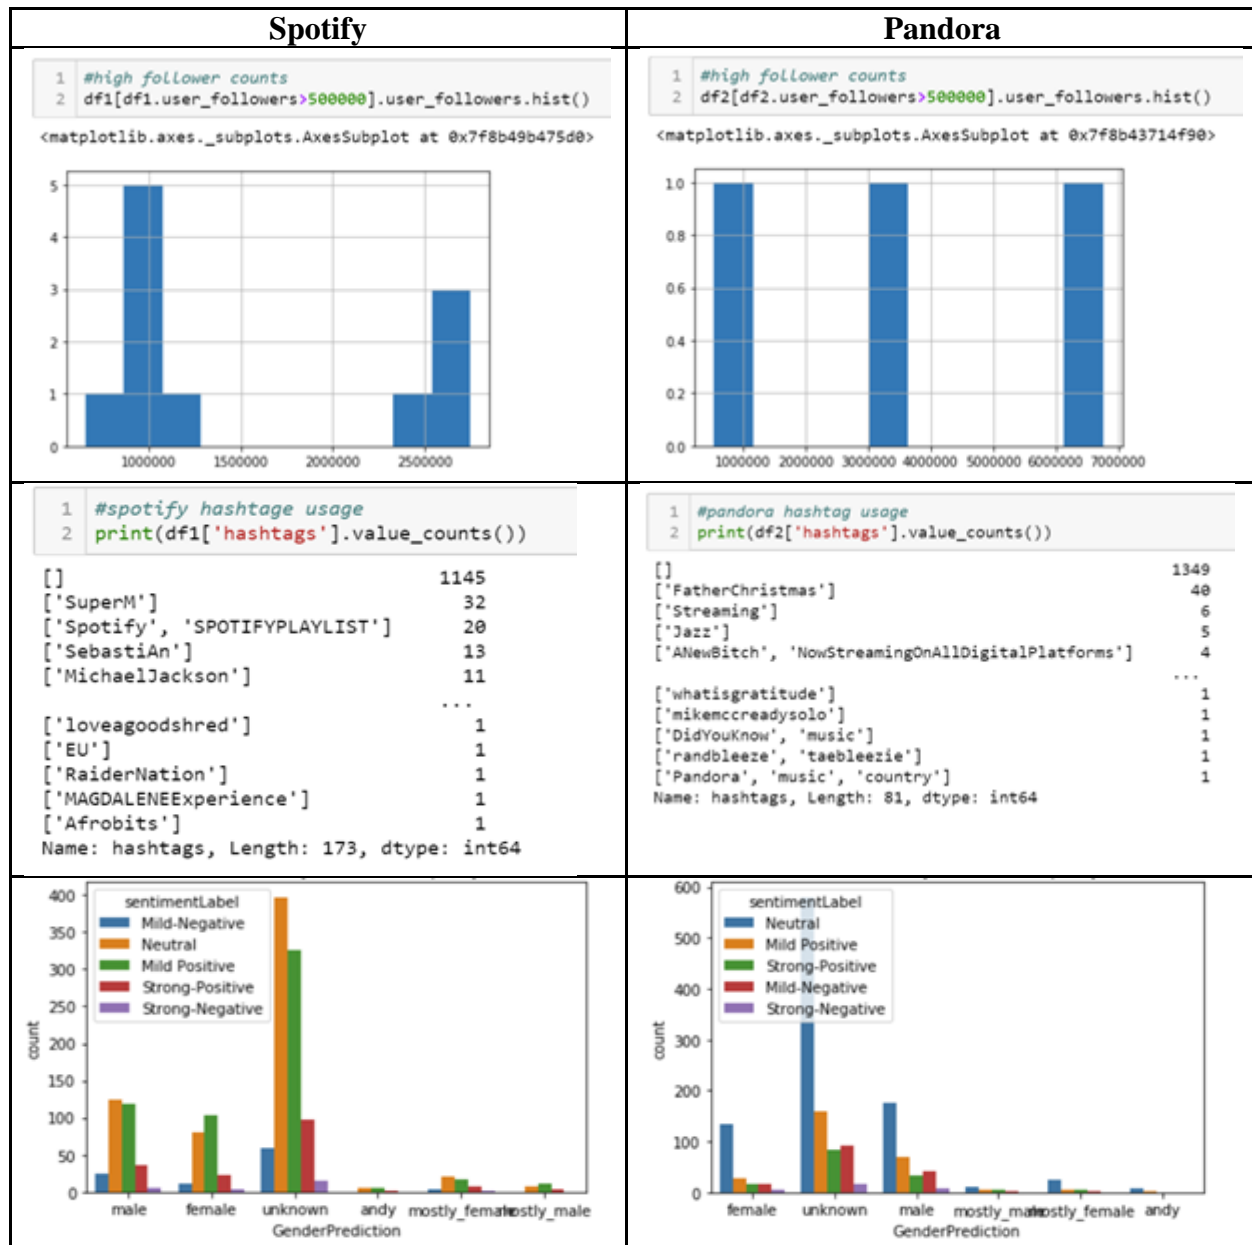 Spotify
Pandora
1 #high follower counts
2 df1[df1.user_followers>500000].user_followers.hist()
<matplotlib.axes._subplots.AxesSubplot at 0x7f8b49b475d0>
5
4
3
2
1
0
1000000 1500000 2000000 2500000
1 #high follower counts
2 df2[df2.user_followers>500000].user_followers.hist()
<matplotlib.axes._subplots.AxesSubplot at 0x7f8b43714f90>
1.0
0.8
0.6
0.4
0.2
0.0
1000000 2000000 3000000 4000000 5000000 6000000 7000000
1 #spotify hashtage usage
2 print(df1['hashtags'].value_counts())
[] 1145
['SuperM'] 32
['Spotify', 'SPOTIFYPLAYLIST'] 20
['SebastiAn'] 13
['MichaelJackson'] 11
...
['loveagoodshred'] 1
['EU'] 1
['RaiderNation'] 1
['MAGDALENEExperience'] 1
['Afrobits'] 1
Name: hashtags, Length: 173, dtype: int64
1 #pandora hashtag usage
2 print(df2['hashtags'].value_counts())
[] 1349
['FatherChristmas'] 40
['Streaming'] 6
['Jazz'] 5
['ANewBitch', 'NowStreamingOnAllDigitalPlatforms'] 4
...
['whatisgratitude'] 1
['mikemccreadysolo'] 1
['DidYouKnow', 'music'] 1
['randbleeze', 'taebleezie'] 1
['Pandora', 'music', 'country'] 1
Name: hashtags, Length: 81, dtype: int64
400
350
300
250
200
150
100
50
0
count
sentimentLabel
Mild-Negative
Neutral
Mild Positive
Strong-Positive
Strong-Negative
male female unknown andy mostly_female mostly_male
GenderPrediction
600
500
400
300
200
100
0
count
sentimentLabel
Neutral
Mild Positive
Strong-Positive
Mild-Negative
Strong-Negative
female unknown male mostly_male mostly_female andy
GenderPrediction